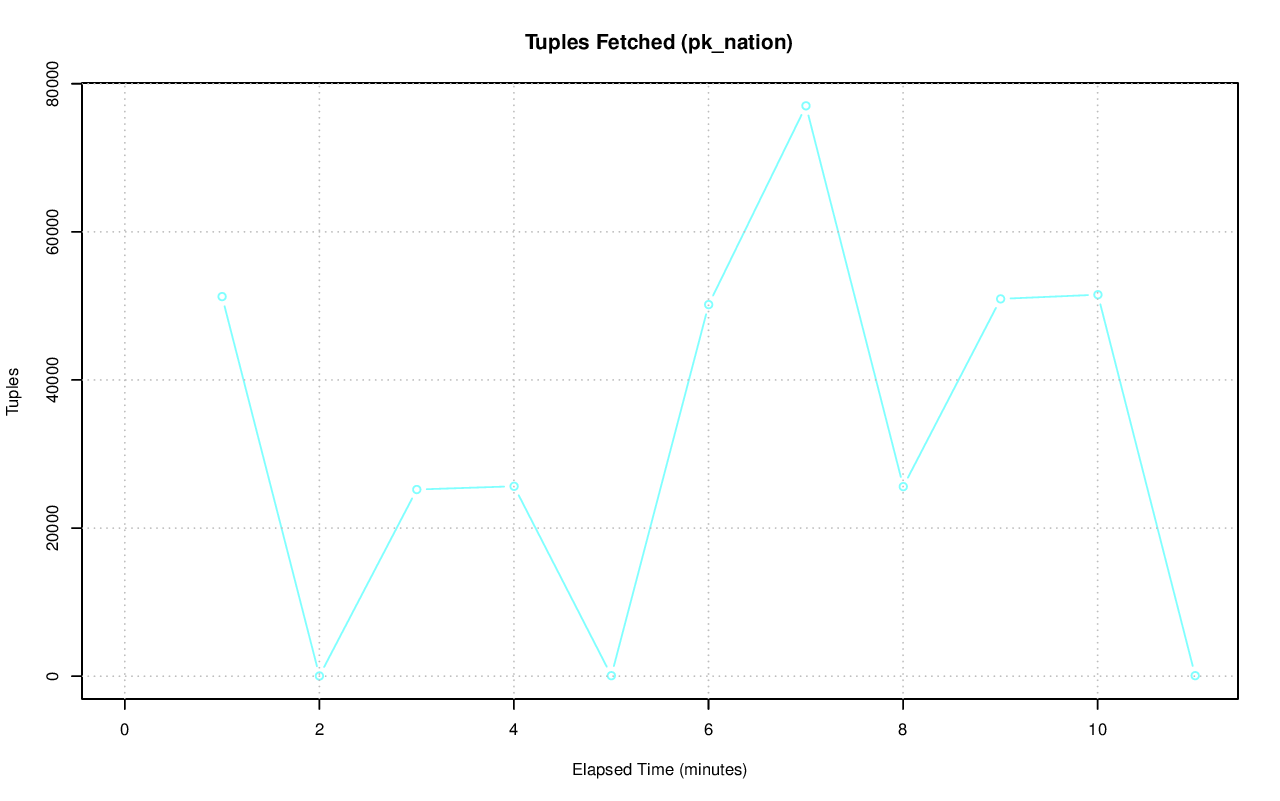 Tuples Fetched (pk_nation)
80000
60000
40000
20000
0
Tuples
0 2 4 6 8 10
Elapsed Time (minutes)